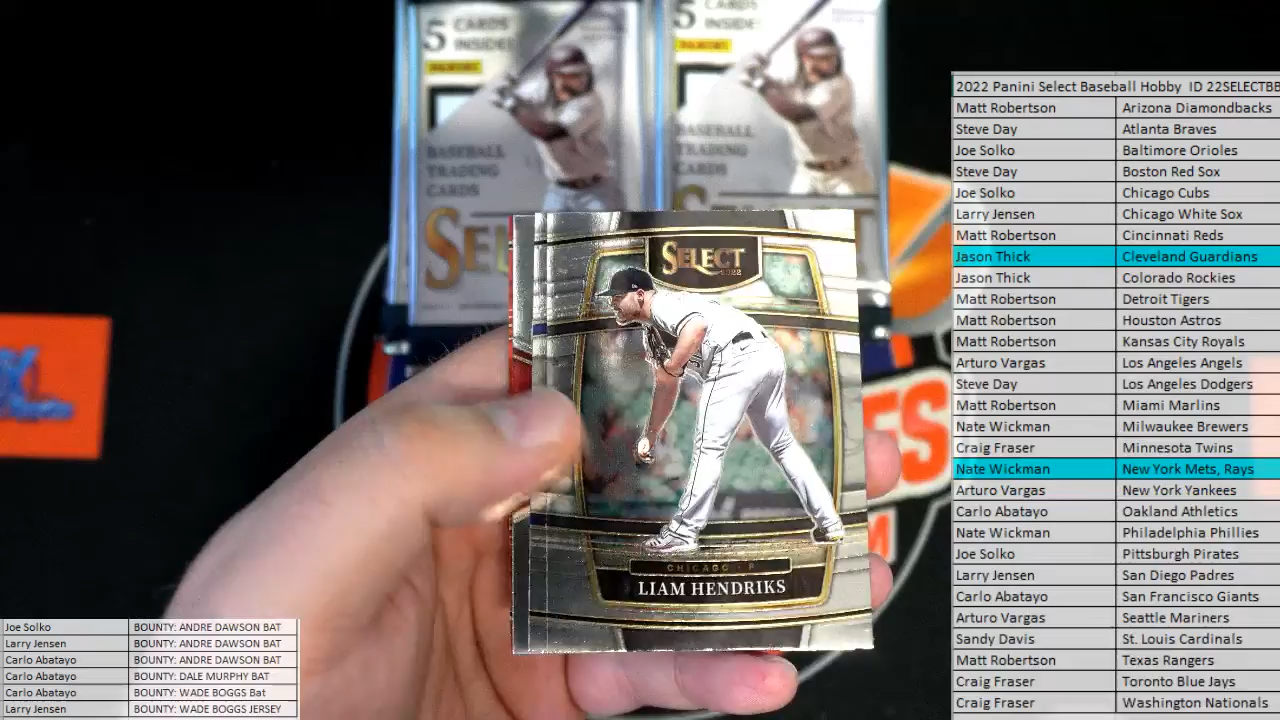 5 CARDS INSIDE!
PANINI
BASEBALL
TRADING
CARDS
SEL
5 CARDS INSIDE!
PANINI
BASEBALL
TRADING
CARDS
SELECT
2022
CHICAGO - P
LIAM HENDRIKS
2022 Panini Select Baseball Hobby ID 22SELECTBB
Matt Robertson Arizona Diamondbacks
Steve Day Atlanta Braves
Joe Solko Baltimore Orioles
Steve Day Boston Red Sox
Joe Solko Chicago Cubs
Larry Jensen Chicago White Sox
Matt Robertson Cincinnati Reds
Jason Thick Cleveland Guardians
Jason Thick Colorado Rockies
Matt Robertson Detroit Tigers
Matt Robertson Houston Astros
Matt Robertson Kansas City Royals
Arturo Vargas Los Angeles Angels
Steve Day Los Angeles Dodgers
Matt Robertson Miami Marlins
Nate Wickman Milwaukee Brewers
Craig Fraser Minnesota Twins
Nate Wickman New York Mets, Rays
Arturo Vargas New York Yankees
Carlo Abatayo Oakland Athletics
Nate Wickman Philadelphia Phillies
Joe Solko Pittsburgh Pirates
Larry Jensen San Diego Padres
Carlo Abatayo San Francisco Giants
Arturo Vargas Seattle Mariners
Sandy Davis St. Louis Cardinals
Matt Robertson Texas Rangers
Craig Fraser Toronto Blue Jays
Craig Fraser Washington Nationals
Joe Solko BOUNTY: ANDRE DAWSON BAT
Larry Jensen BOUNTY: ANDRE DAWSON BAT
Carlo Abatayo BOUNTY: ANDRE DAWSON BAT
Carlo Abatayo BOUNTY: DALE MURPHY BAT
Carlo Abatayo BOUNTY: WADE BOGGS Bat
Larry Jensen BOUNTY: WADE BOGGS JERSEY